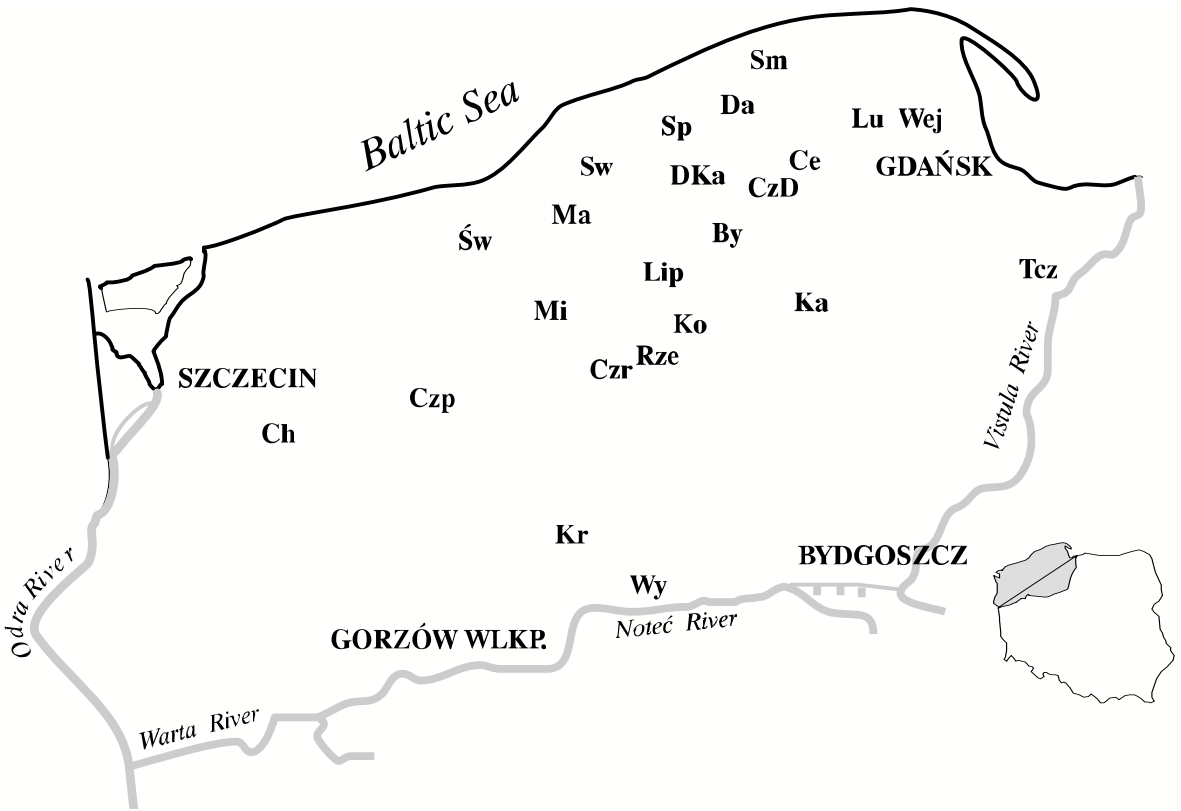 Sm
Baltic Sea
Da
Lu Wej
Sp
Ce
GDAŃSK
Sw
DKa
CzD
Ma
By
Św
Lip
Tcz
Ka
Mi
Ko
Rze
Czr
SZCZECIN
Czp
Vistula River
Ch
Kr
BYDGOSZCZ
Wy
Odra River
Noteć River
GORZÓW WLKP.
Warta River